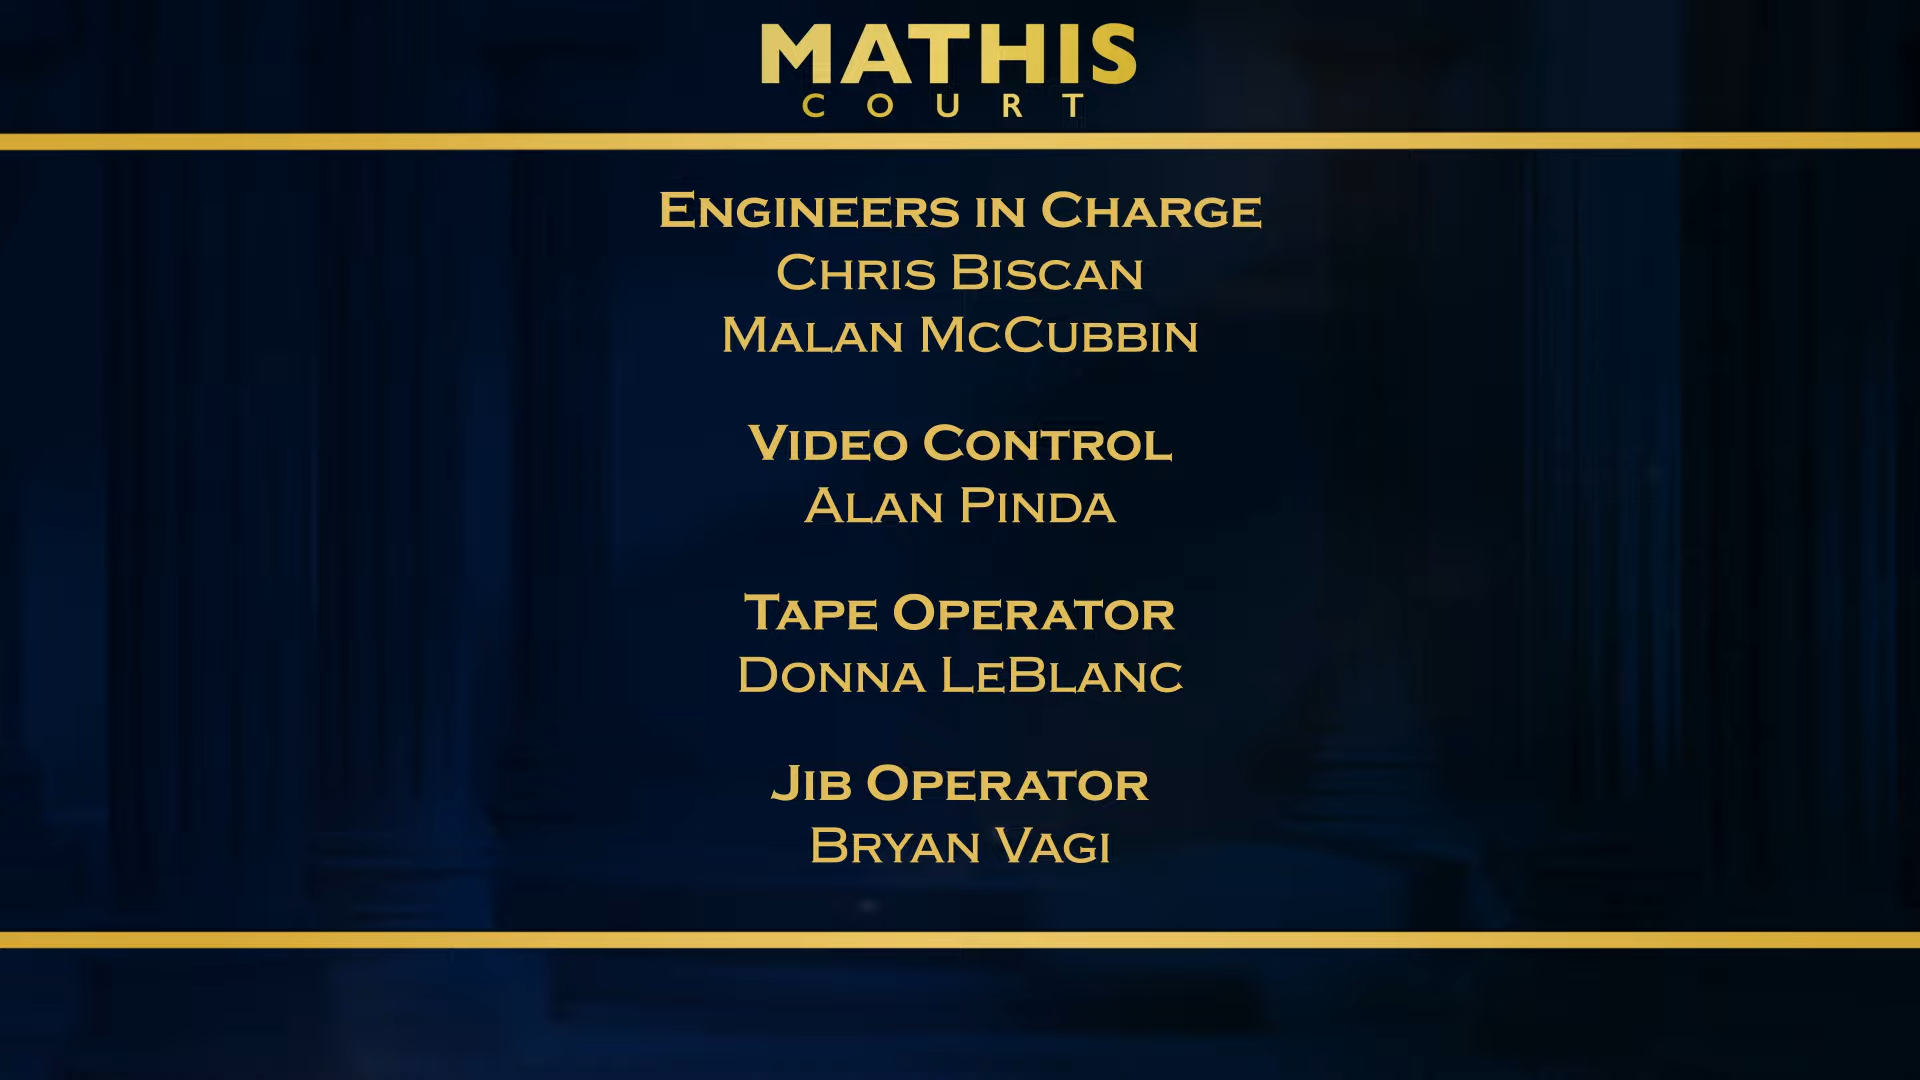 MATHIS
COURT
Engineers in Charge
Chris Biscan
Malan McCubbin
Video Control
Alan Pinda
Tape Operator
Donna LeBlanc
Jib Operator
Bryan Vagi